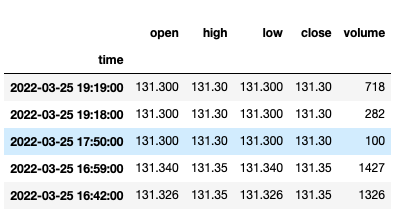 open high low close volume
time
2022-03-25 19:19:00 131.300 131.30 131.300 131.30 718
2022-03-25 19:18:00 131.300 131.30 131.300 131.30 282
2022-03-25 17:50:00 131.300 131.30 131.300 131.30 100
2022-03-25 16:59:00 131.340 131.35 131.340 131.35 1427
2022-03-25 16:42:00 131.326 131.35 131.326 131.35 1326